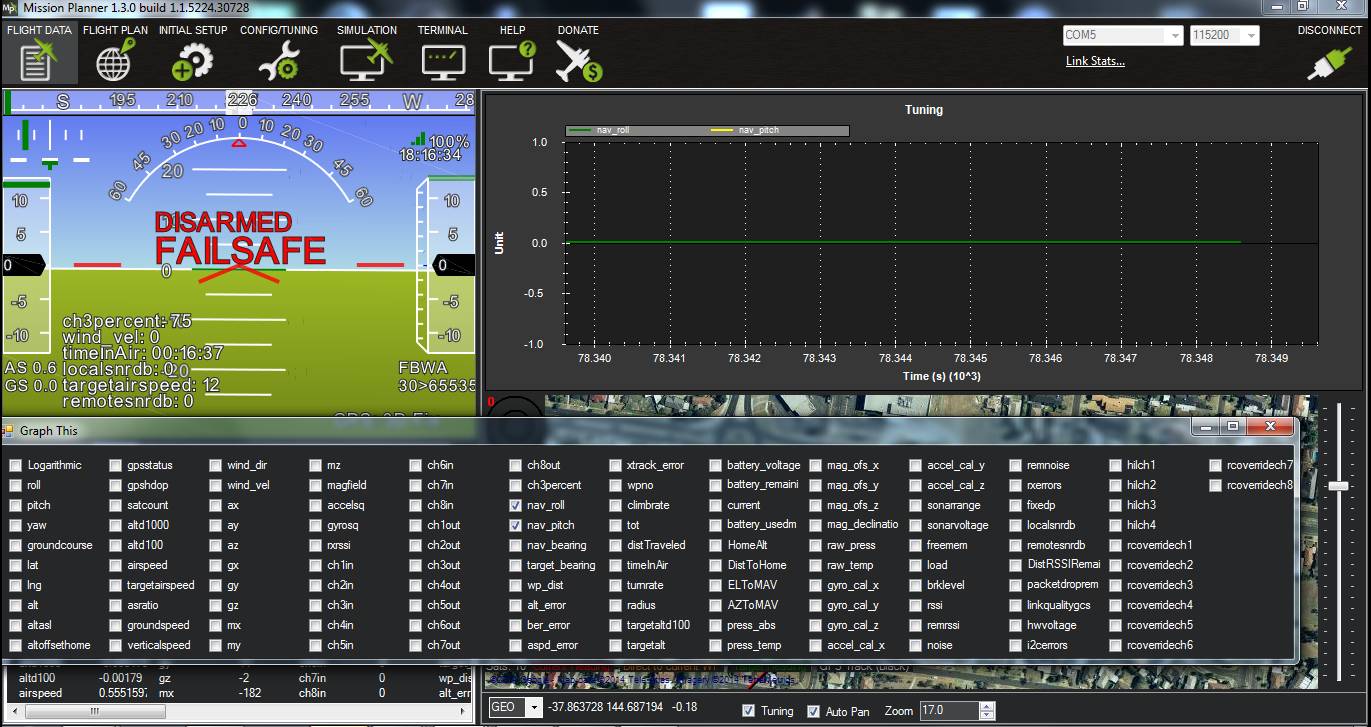 Mission Planner 1.3.0 build 1.1.5224.30728
FLIGHT DATA FLIGHT PLAN INITIAL SETUP CONFIG/TUNING SIMULATION TERMINAL HELP DONATE
COM5 115200 DISCONNECT
Link Stats...
S 195 210 226 240 255 W 28
60 45 30 20 10 0 10 20 30 45 60
100%
18:16:34
20
DISARMED
FAILSAFE
10 5 0 -5 -10
0
10 5 0 -5 -10
ch3percent: 75
wind_vel: 0
timeInAir: 00:16:37
localsnrdb: 0
targetairspeed: 12
remotesnrdb: 0
-20
AS 0.6
GS 0.0
FBWA
30>65535
Tuning
nav_roll nav_pitch
1.0
0.5
0.0
-0.5
-1.0
Unit
78.340 78.341 78.342 78.343 78.344 78.345 78.346 78.347 78.348 78.349
Time (s) (10^3)
0
Graph This
Logarithmic gpsstatus wind_dir mz ch6in ch8out xtrack_error battery_voltage mag_ofs_x accel_cal_y remnoise hilch1 rcoverridech7
roll gpshdop wind_vel magfield ch7in ch3percent wpno battery_remaini mag_ofs_y accel_cal_z rxerrors hilch2 rcoverridech8
pitch satcount ax accelsq ch8in nav_roll climbrate current mag_ofs_z sonarrange fixedp hilch3
yaw altd1000 ay gyrosq ch1out nav_pitch tot battery_usedm mag_declinatio sonarvoltage localsnrdb hilch4
groundcourse altd100 az rxrssi ch2out nav_bearing distTraveled HomeAlt raw_press freemem remotesnrdb rcoverridech1
lat airspeed gx ch1in ch3out target_bearing timeInAir DistToHome raw_temp load DistRSSIRemai rcoverridech2
lng targetairspeed gy ch2in ch4out wp_dist turnrate ELToMAV gyro_cal_x brklevel packetdroprem rcoverridech3
alt asratio gz ch3in ch5out alt_error radius AZToMAV gyro_cal_y rssi linkqualitygcs rcoverridech4
altasl groundspeed mx ch4in ch6out ber_error targetaltd100 press_abs gyro_cal_z remrssi hwvoltage rcoverridech5
altoffsethome verticalspeed my ch5in ch7out aspd_error targetalt press_temp accel_cal_x noise i2cerrors rcoverridech6
altd100 -0.00179 gz -2 ch7in 0 wp_dis
airspeed 0.555159 mx -182 ch8in 0 alt_err
GEO -37.863728 144.687194 -0.18 Tuning Auto Pan Zoom 17.0